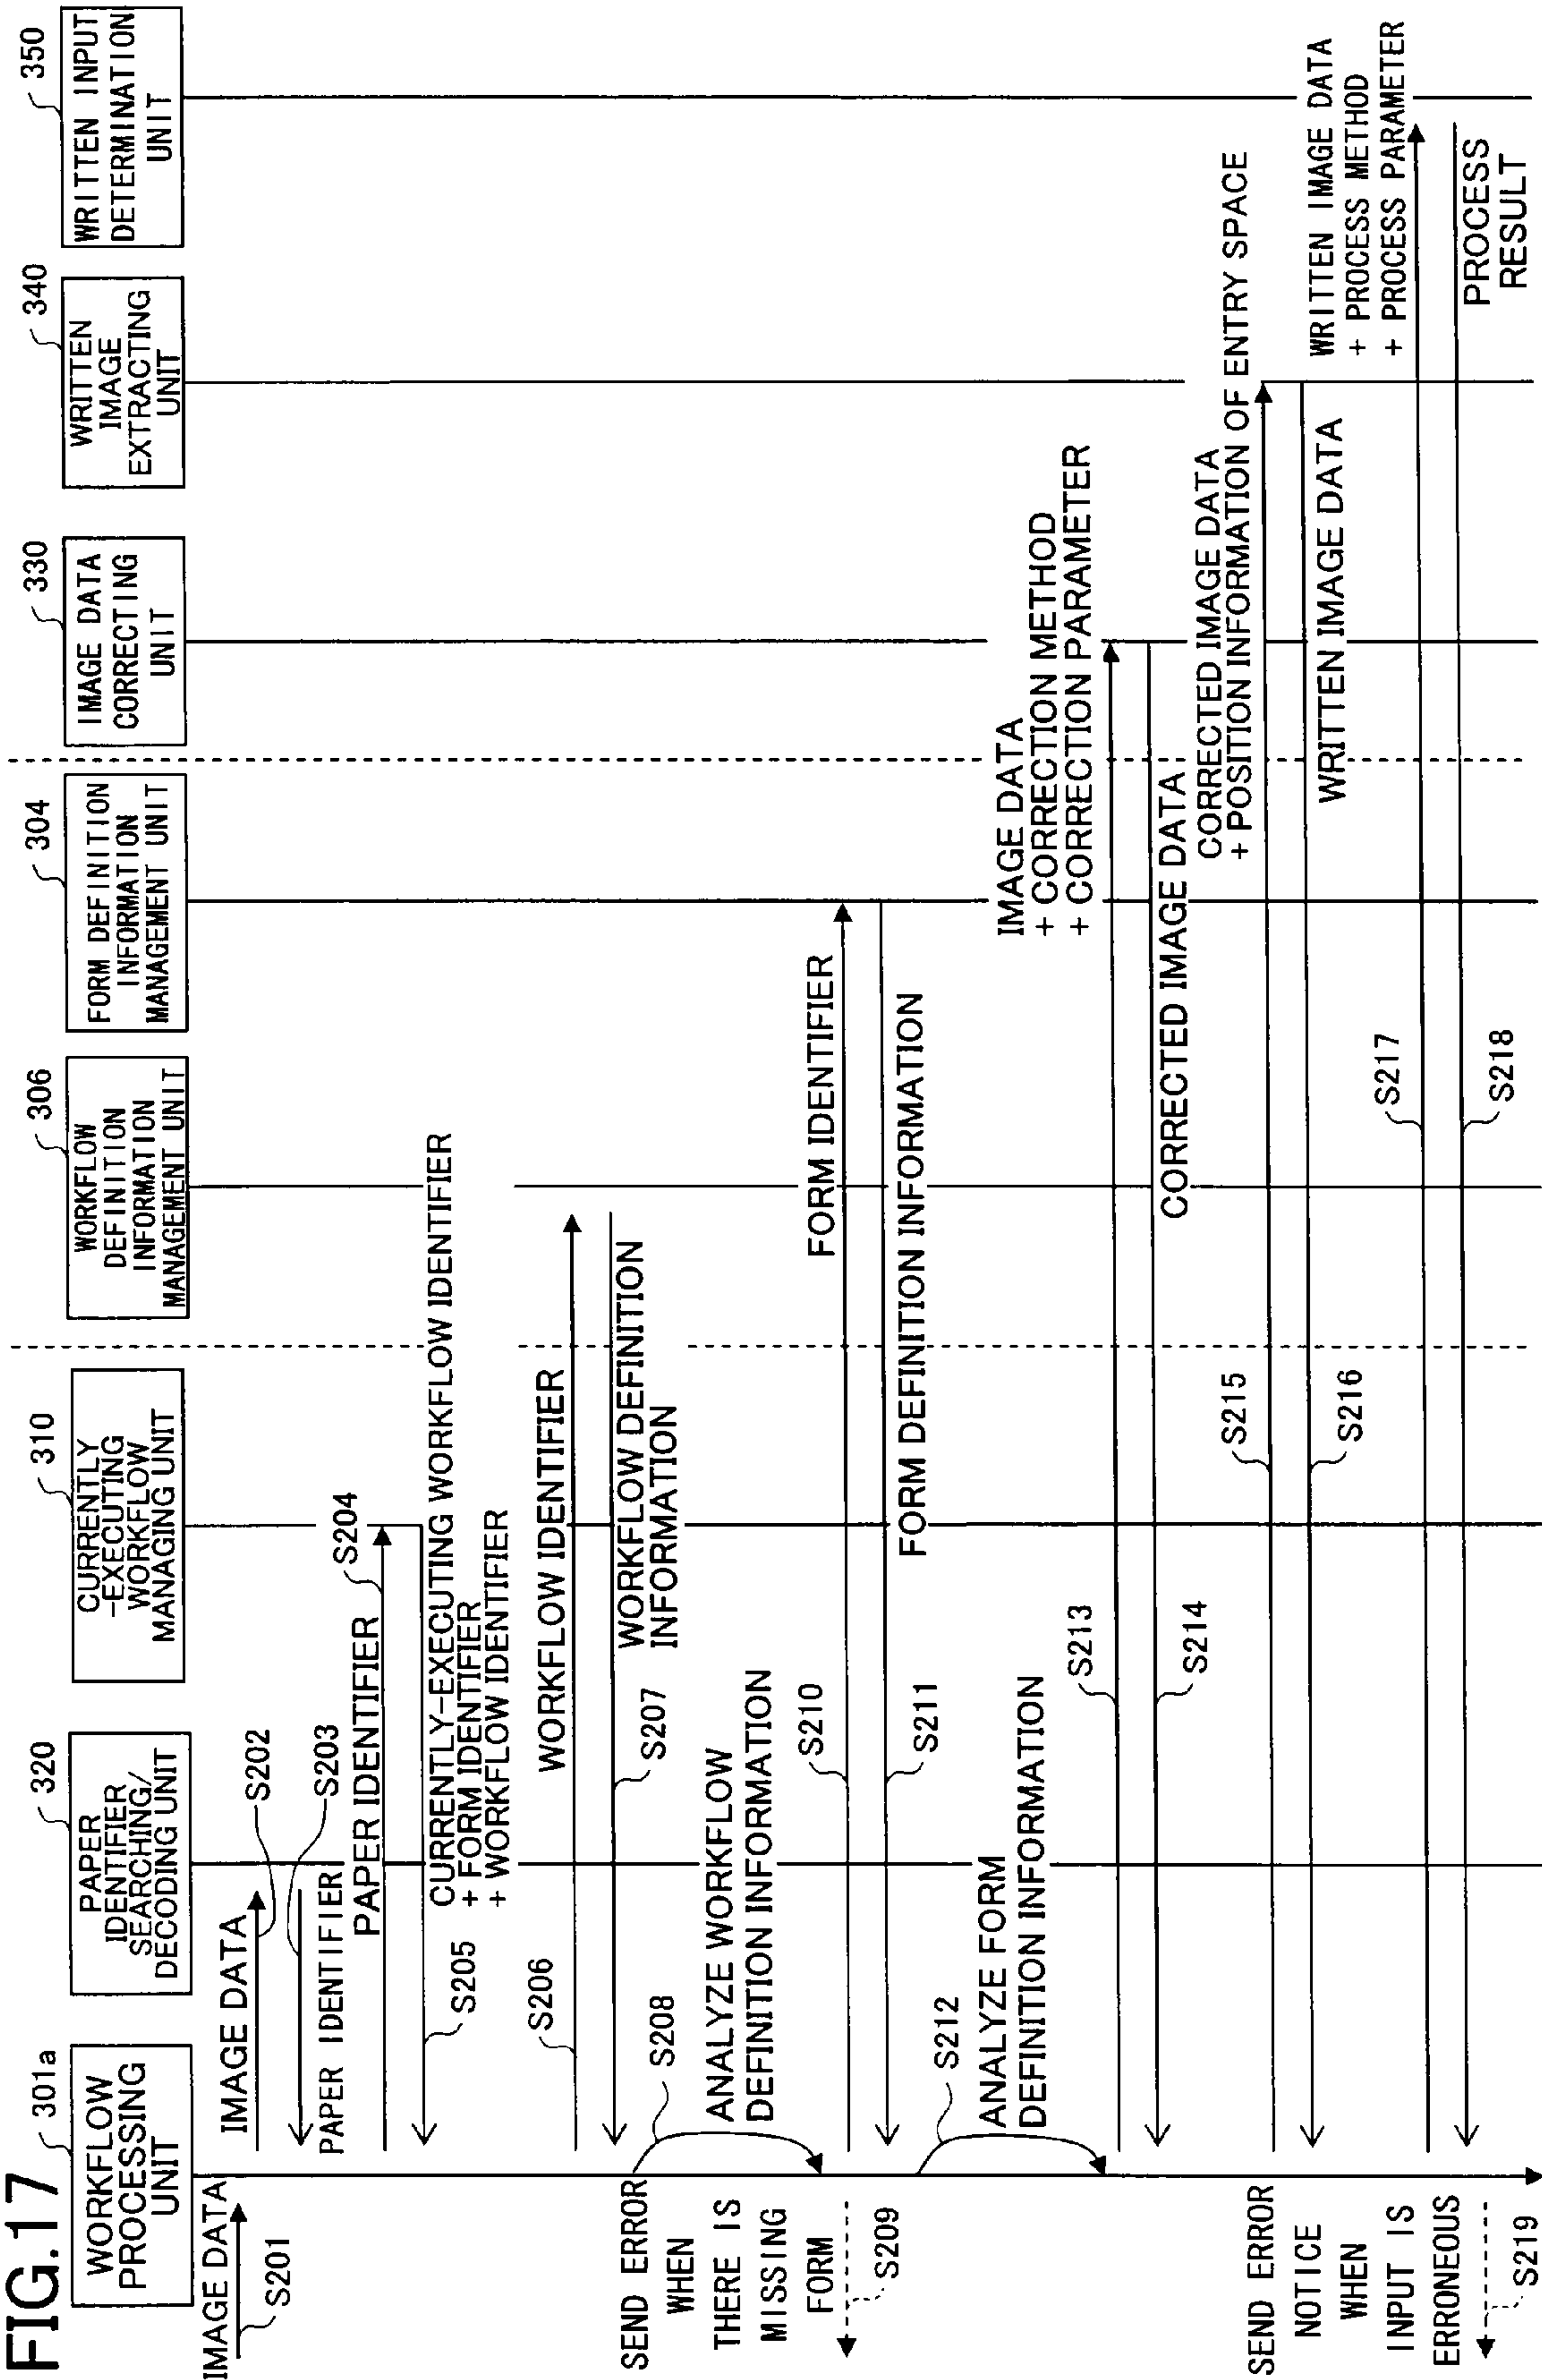 FIG.17
301a
WORKFLOW
PROCESSING
UNIT
320
PAPER
IDENTIFIER
SEARCHING/
DECODING UNIT
310
CURRENTLY
-EXECUTING
WORKFLOW
MANAGING UNIT
306
WORKFLOW
DEFINITION
INFORMATION
MANAGEMENT UNIT
304
FORM DEFINITION
INFORMATION
MANAGEMENT UNIT
330
IMAGE DATA
CORRECTING
UNIT
340
WRITTEN
IMAGE
EXTRACTING
UNIT
350
WRITTEN INPUT
DETERMINATION
UNIT
IMAGE DATA
S201
IMAGE DATA
S202
S203
PAPER IDENTIFIER
PAPER IDENTIFIER
S204
S205
CURRENTLY-EXECUTING WORKFLOW IDENTIFIER
+ FORM IDENTIFIER
+ WORKFLOW IDENTIFIER
S206
WORKFLOW IDENTIFIER
S207
WORKFLOW DEFINITION
INFORMATION
S208
ANALYZE WORKFLOW
DEFINITION INFORMATION
SEND ERROR
WHEN
THERE IS
MISSING
FORM
S209
S210
FORM IDENTIFIER
S211
FORM DEFINITION INFORMATION
S212
ANALYZE FORM
DEFINITION INFORMATION
S213
IMAGE DATA
+ CORRECTION METHOD
+ CORRECTION PARAMETER
S214
CORRECTED IMAGE DATA
S215
CORRECTED IMAGE DATA
+ POSITION INFORMATION OF ENTRY SPACE
S216
WRITTEN IMAGE DATA
S217
WRITTEN IMAGE DATA
+ PROCESS METHOD
+ PROCESS PARAMETER
S218
PROCESS
RESULT
SEND ERROR
NOTICE
WHEN
INPUT IS
ERRONEOUS
S219